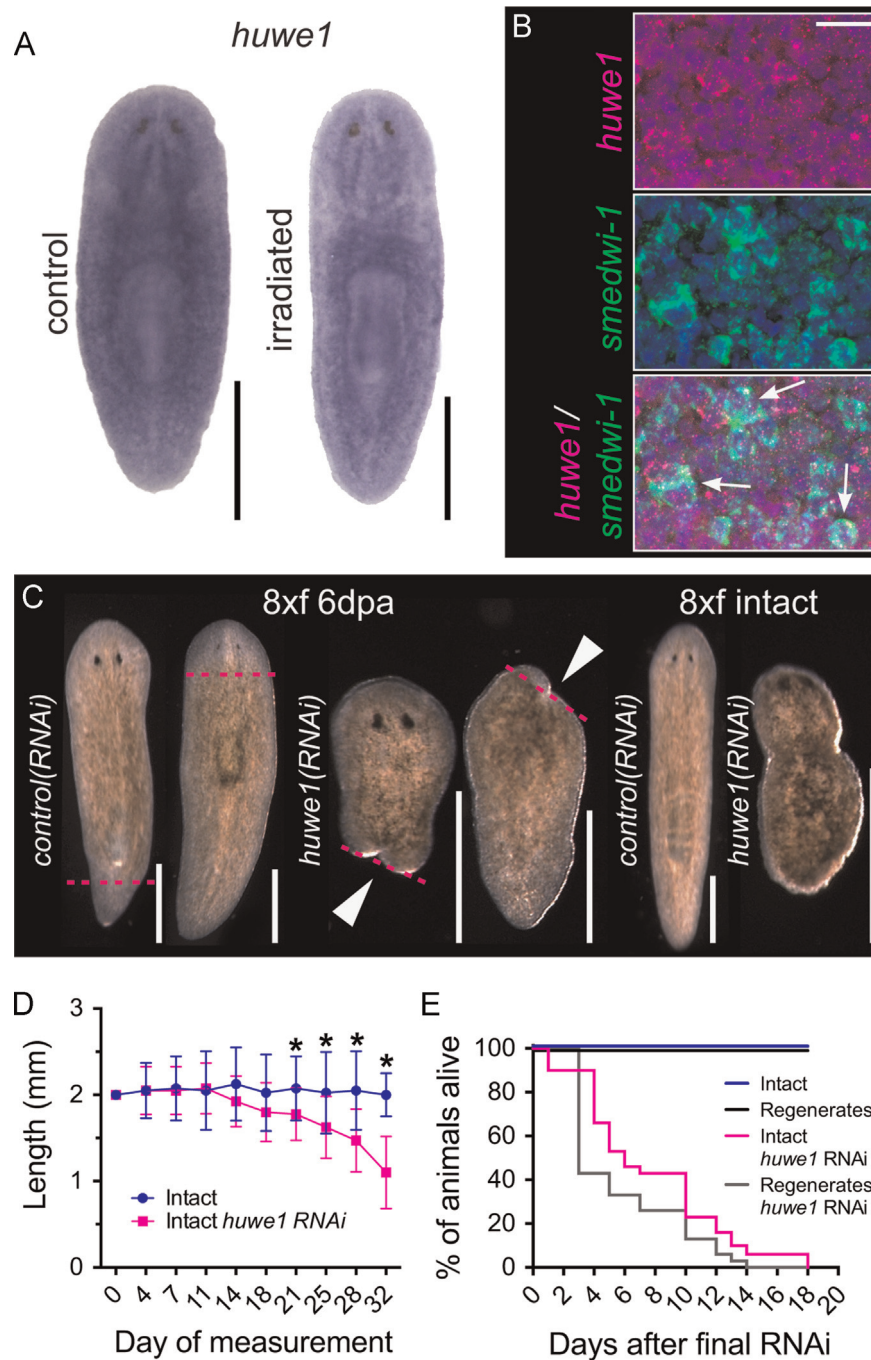 A
huwe1
control
irradiated
B
huwe1
smedwi-1
huwe1/
smedwi-1
C
8xf 6dpa
8xf intact
control(RNAi)
huwe1(RNAi)
control(RNAi)
huwe1(RNAi)
D
Length (mm)
3
2
1
0
* * * *
Intact
Intact huwe1 RNAi
0 4 7 11 14 18 21 25 28 32
Day of measurement
E
% of animals alive
100
80
60
40
20
0
Intact
Regenerates
Intact
huwe1 RNAi
Regenerates
huwe1 RNAi
0 2 4 6 8 10 12 14 16 18 20
Days after final RNAi